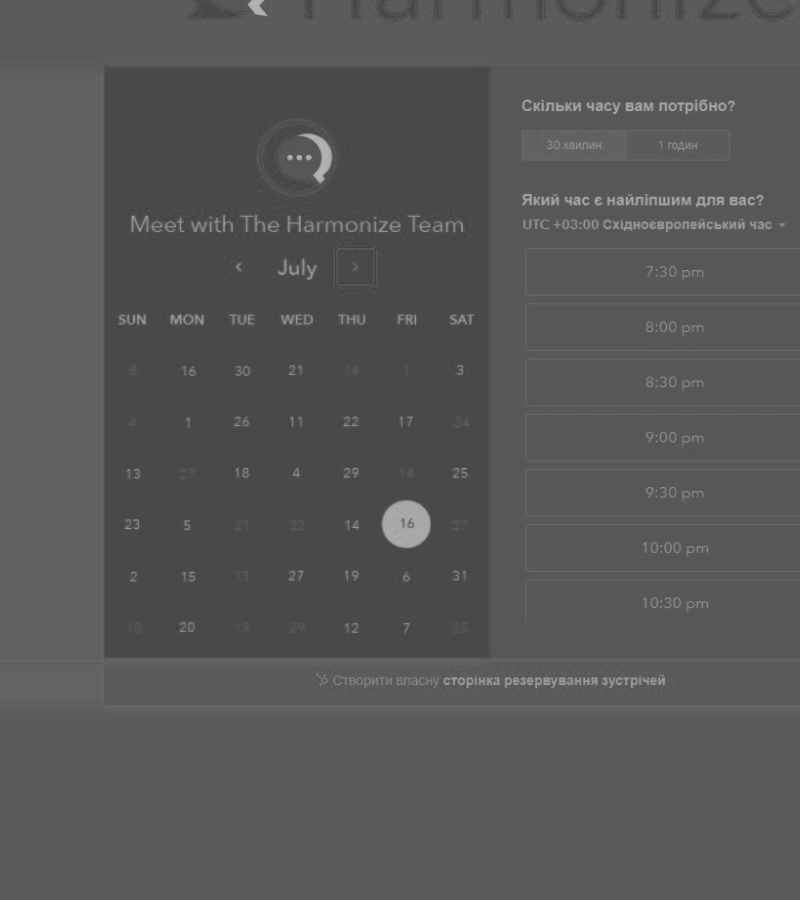 Harmonize
Meet with The Harmonize Team
July
SUN MON TUE WED THU FRI SAT
8 16 30 21 14 1 3
4 1 26 11 22 17 24
13 27 18 4 29 14 25
23 5 21 22 14 16 27
2 15 13 27 19 6 31
10 20 19 29 12 7 25
Скільки часу вам потрібно?
30 хвилин 1 годин
Який час є найліпшим для вас?
UTC +03:00 Східноєвропейський час
7:30 pm
8:00 pm
8:30 pm
9:00 pm
9:30 pm
10:00 pm
10:30 pm
Створити власну сторінка резервування зустрічей